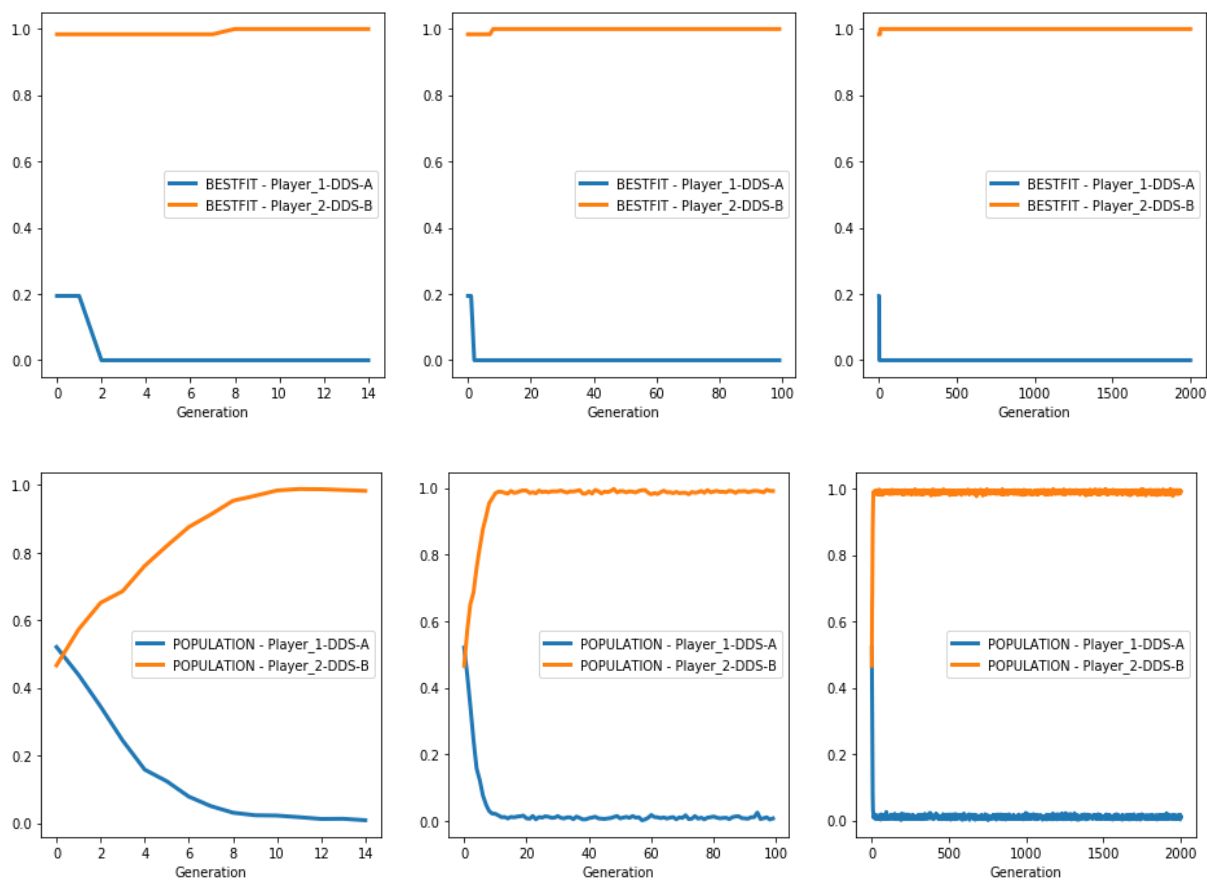 1.0
0.8
0.6
0.4
0.2
0.0
BESTFIT - Player_1-DDS-A
BESTFIT - Player_2-DDS-B
0 2 4 6 8 10 12 14
Generation
1.0
0.8
0.6
0.4
0.2
0.0
BESTFIT - Player_1-DDS-A
BESTFIT - Player_2-DDS-B
0 20 40 60 80 100
Generation
1.0
0.8
0.6
0.4
0.2
0.0
BESTFIT - Player_1-DDS-A
BESTFIT - Player_2-DDS-B
0 500 1000 1500 2000
Generation
1.0
0.8
0.6
0.4
0.2
0.0
POPULATION - Player_1-DDS-A
POPULATION - Player_2-DDS-B
0 2 4 6 8 10 12 14
Generation
1.0
0.8
0.6
0.4
0.2
0.0
POPULATION - Player_1-DDS-A
POPULATION - Player_2-DDS-B
0 20 40 60 80 100
Generation
1.0
0.8
0.6
0.4
0.2
0.0
POPULATION - Player_1-DDS-A
POPULATION - Player_2-DDS-B
0 500 1000 1500 2000
Generation